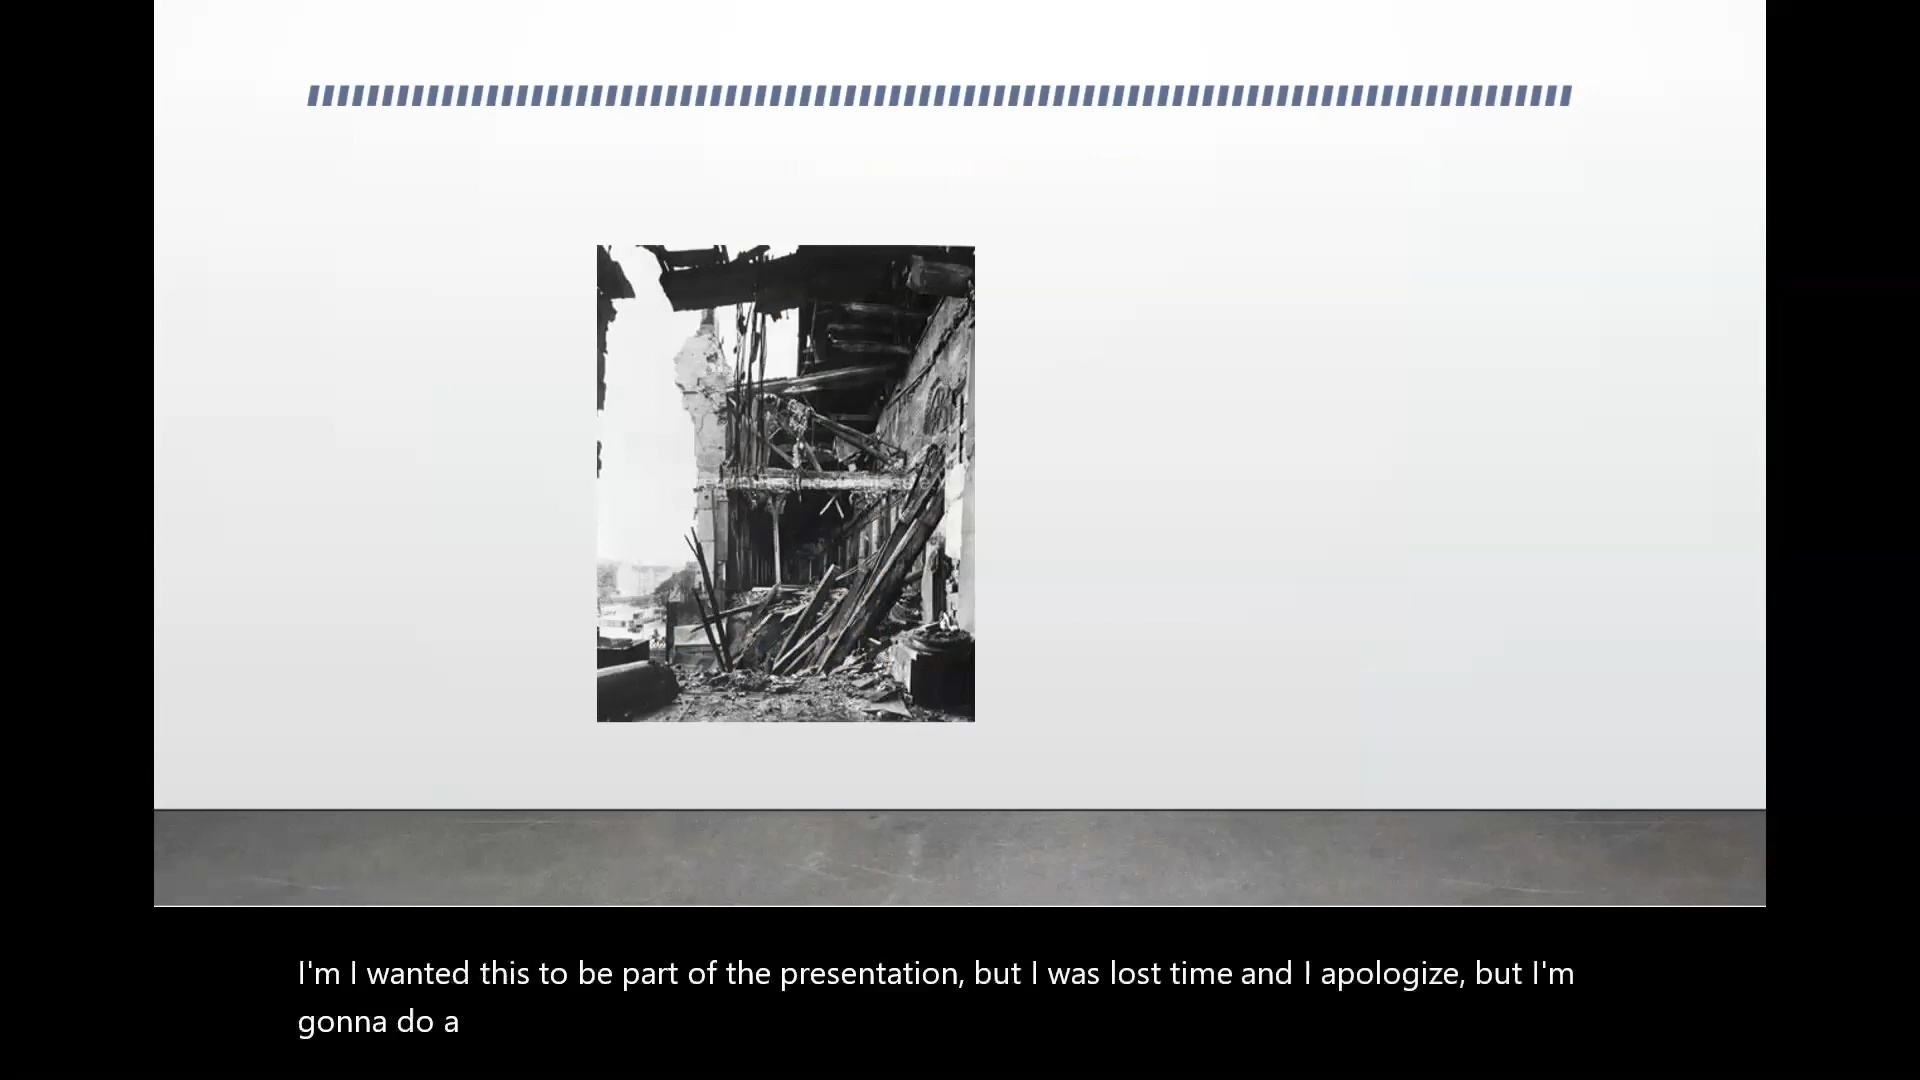 I'm I wanted this to be part of the presentation, but I was lost time and I apologize, but I'm
gonna do a